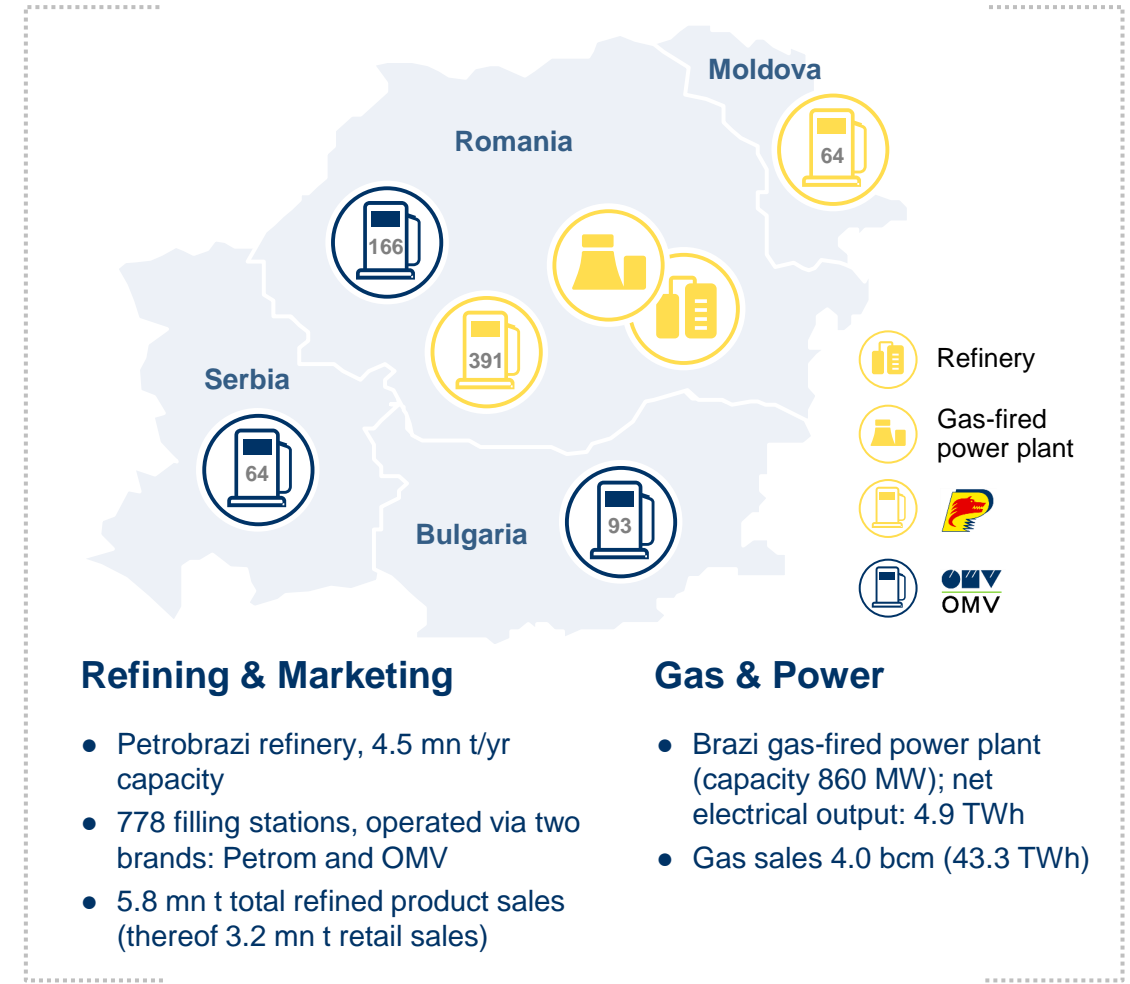 Moldova
64
Romania
166
391
Serbia
64
Bulgaria
93
Refinery
Gas-fired
power plant
OMV
OMV
Refining & Marketing
● Petrobrazi refinery, 4.5 mn t/yr
capacity
● 778 filling stations, operated via two
brands: Petrom and OMV
● 5.8 mn t total refined product sales
(thereof 3.2 mn t retail sales)
Gas & Power
● Brazi gas-fired power plant
(capacity 860 MW); net
electrical output: 4.9 TWh
● Gas sales 4.0 bcm (43.3 TWh)